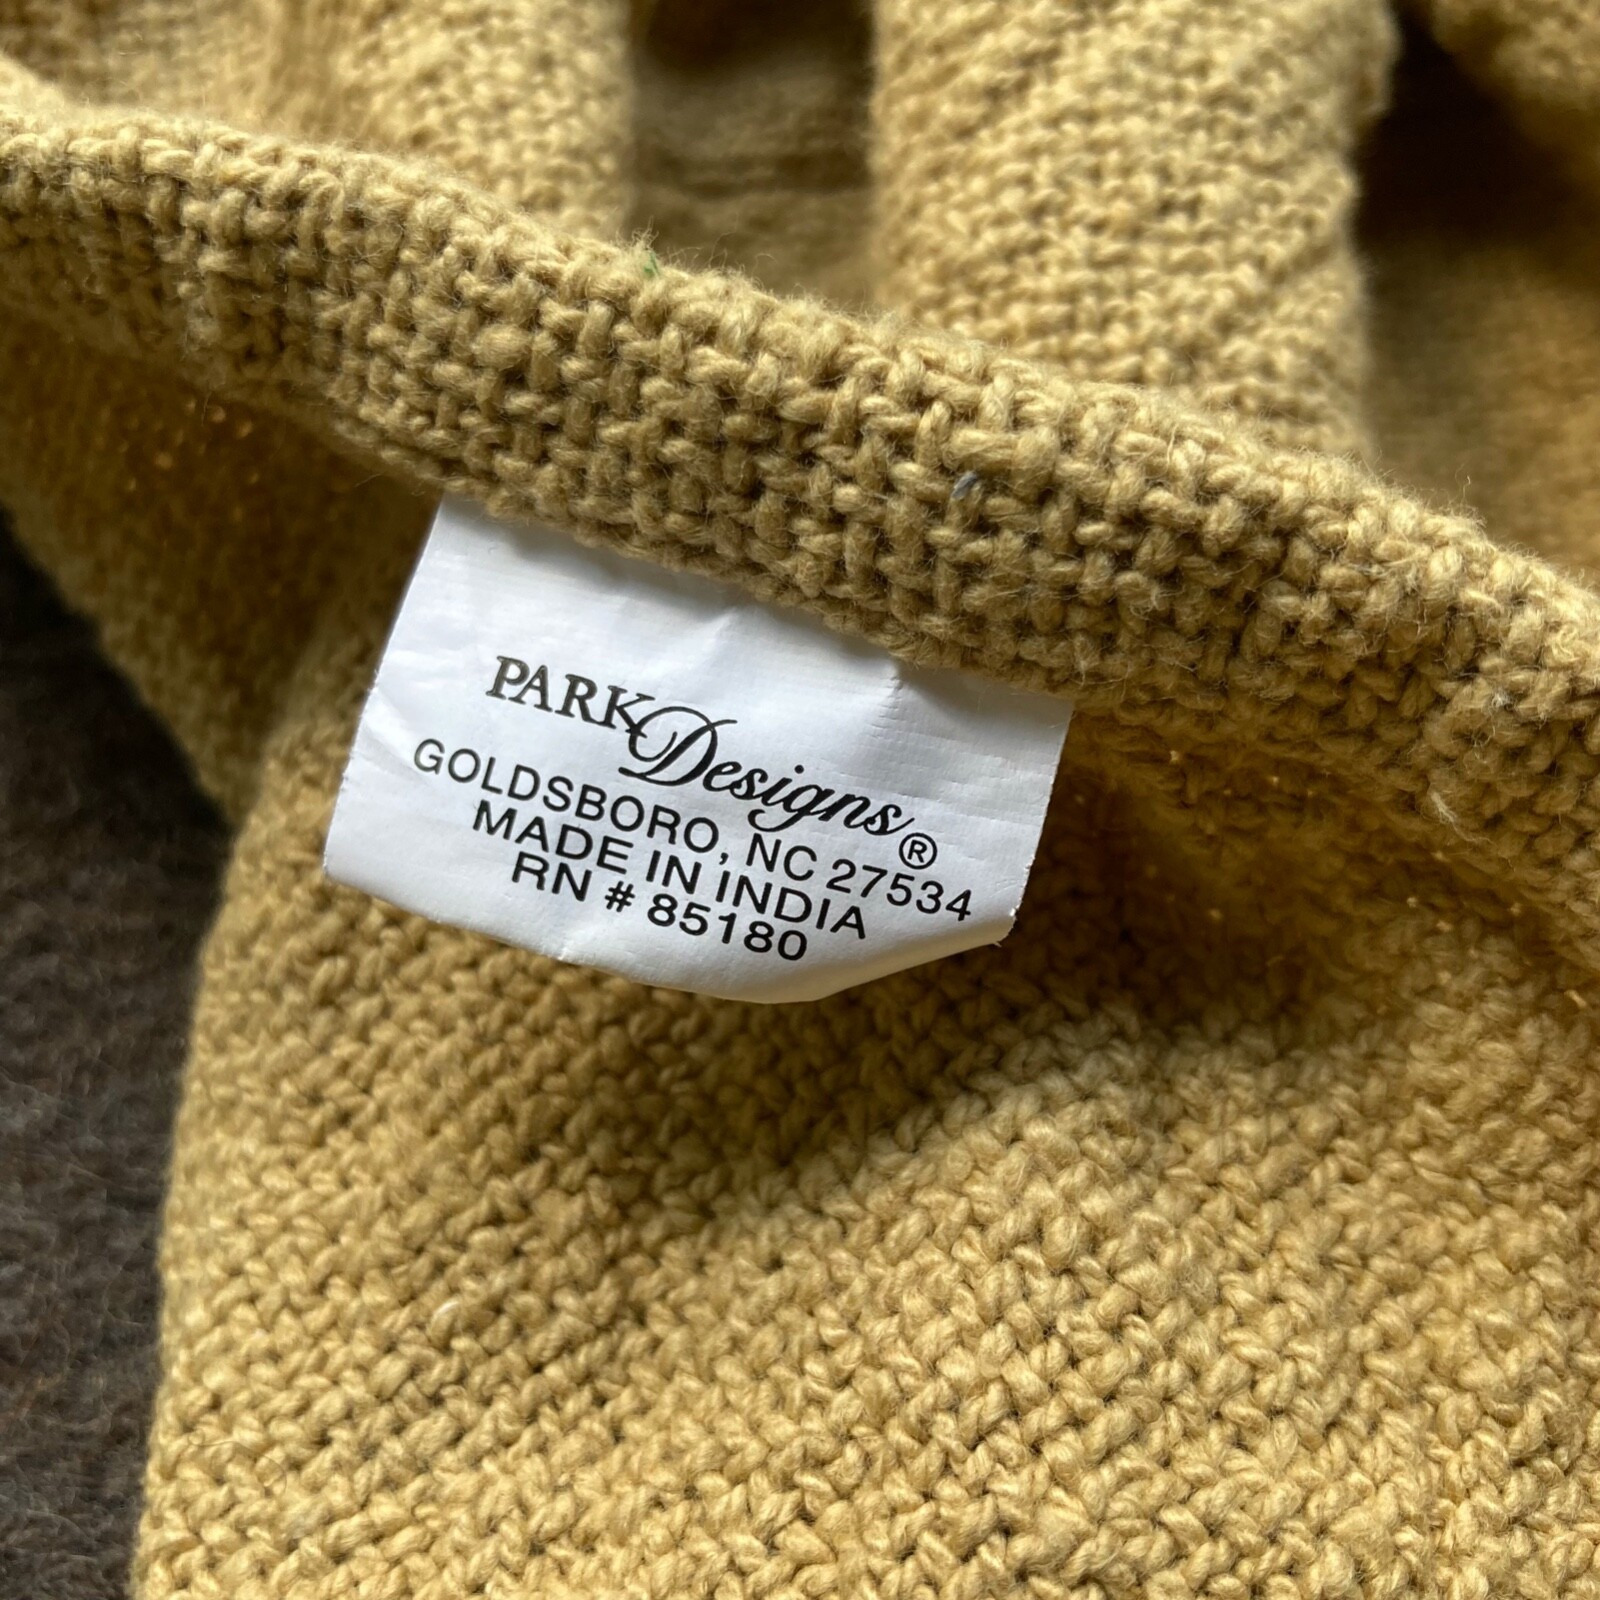 PARK Designs®
GOLDSBORO, NC 27534
MADE IN INDIA
RN # 85180